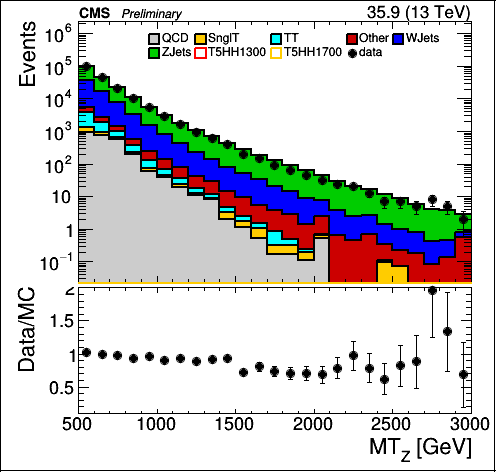 CMS Preliminary 35.9 (13 TeV)
QCD SnglT TT Other WJets
ZJets T5HH1300 T5HH1700 data
Events
10⁶
10⁵
10⁴
10³
10²
10
1
10⁻¹
Data/MC
2
1.5
1
0.5
500 1000 1500 2000 2500 3000
MT_Z [GeV]